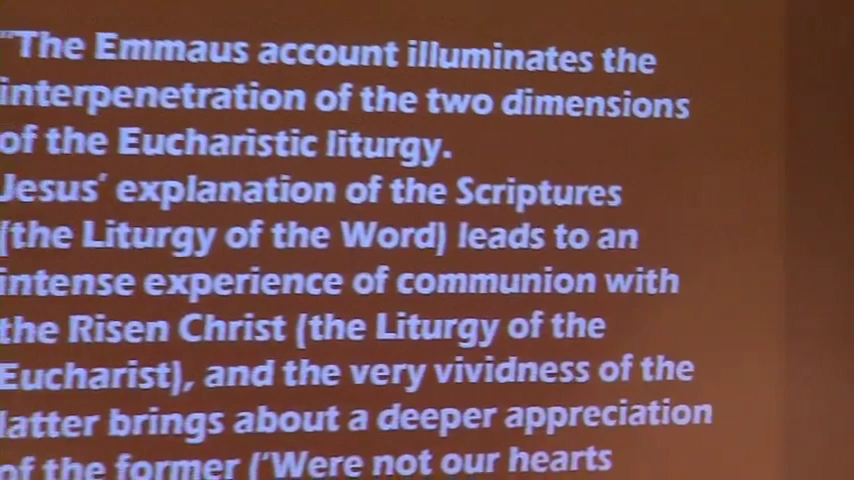 "The Emmaus account illuminates the
interpenetration of the two dimensions
of the Eucharistic liturgy.
Jesus' explanation of the Scriptures
(the Liturgy of the Word) leads to an
intense experience of communion with
the Risen Christ (the Liturgy of the
Eucharist), and the very vividness of the
latter brings about a deeper appreciation
of the former ('Were not our hearts